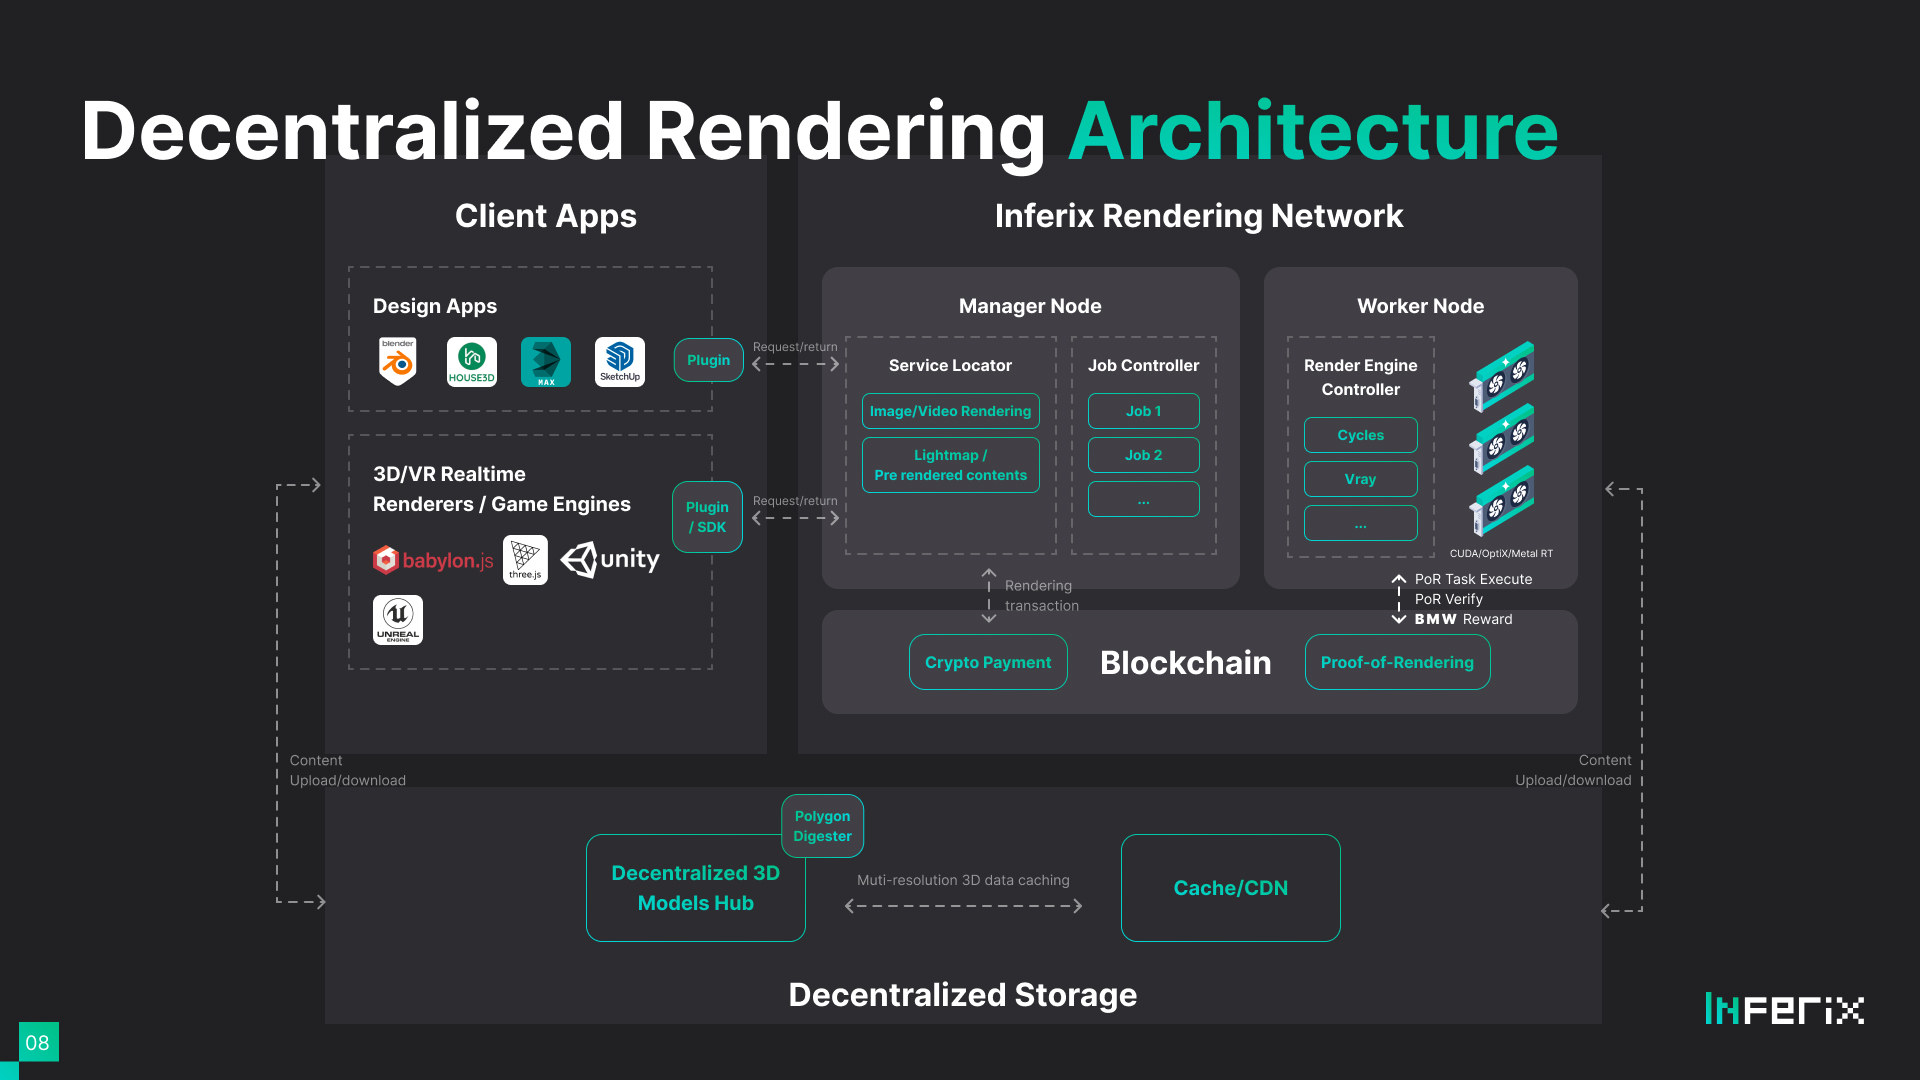 Decentralized Rendering Architecture
Client Apps
Design Apps
blender
HOUSE3D
MAX
SketchUp
Plugin
Request/return
3D/VR Realtime
Renderers / Game Engines
babylon.js
three.js
unity
UNREAL
ENGINE
Plugin
/ SDK
Request/return
Inferix Rendering Network
Manager Node
Service Locator
Image/Video Rendering
Lightmap /
Pre rendered contents
Job Controller
Job 1
Job 2
...
Worker Node
Render Engine
Controller
Cycles
Vray
...
CUDA/OptiX/Metal RT
Rendering
transaction
PoR Task Execute
PoR Verify
BMW Reward
Crypto Payment
Blockchain
Proof-of-Rendering
Content
Upload/download
Content
Upload/download
Polygon
Digester
Decentralized 3D
Models Hub
Muti-resolution 3D data caching
Cache/CDN
Decentralized Storage
INFERIX
08